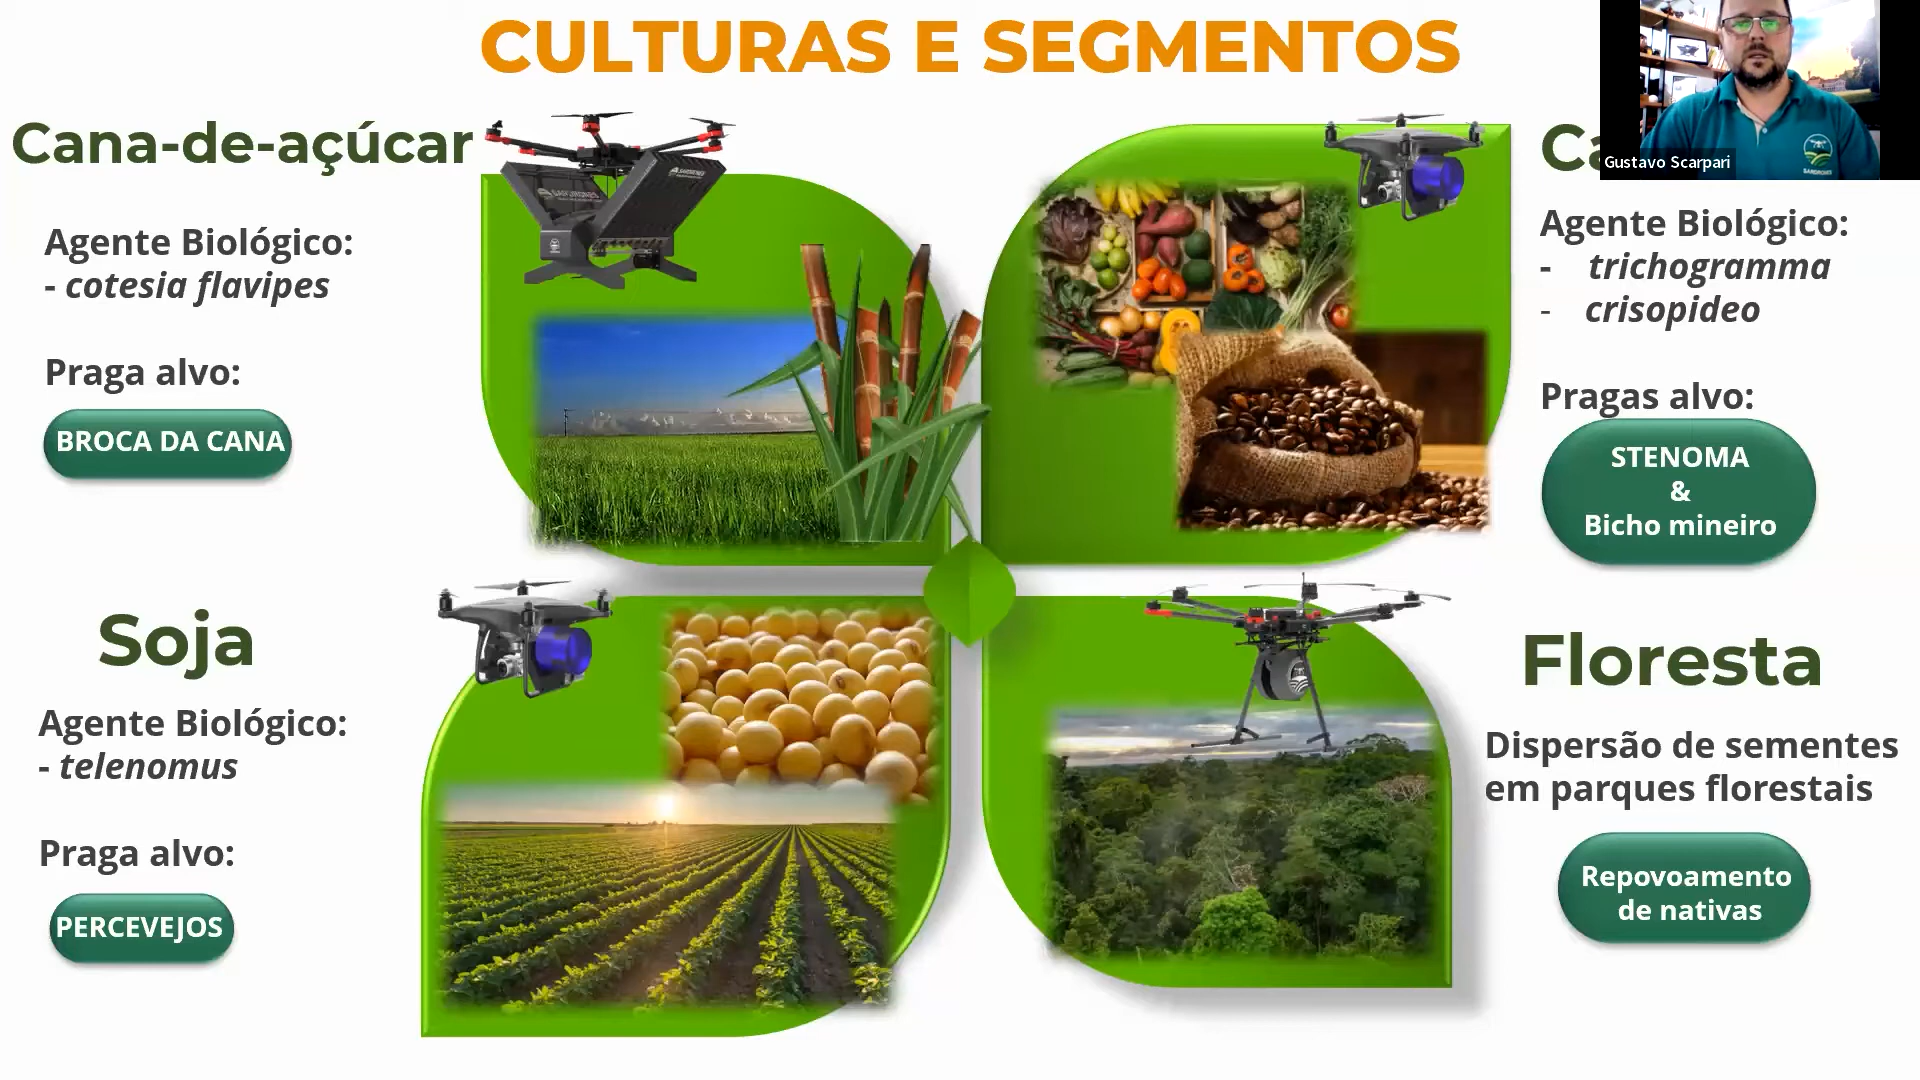 CULTURAS E SEGMENTOS
Cana-de-açúcar
Agente Biológico:
- cotesia flavipes
Praga alvo:
BROCA DA CANA
Gustavo Scarpari
Agente Biológico:
- trichogramma
- crisopideo
Pragas alvo:
STENOMA
&
Bicho mineiro
Soja
Agente Biológico:
- telenomus
Praga alvo:
PERCEVEJOS
Floresta
Dispersão de sementes
em parques florestais
Repovoamento
de nativas